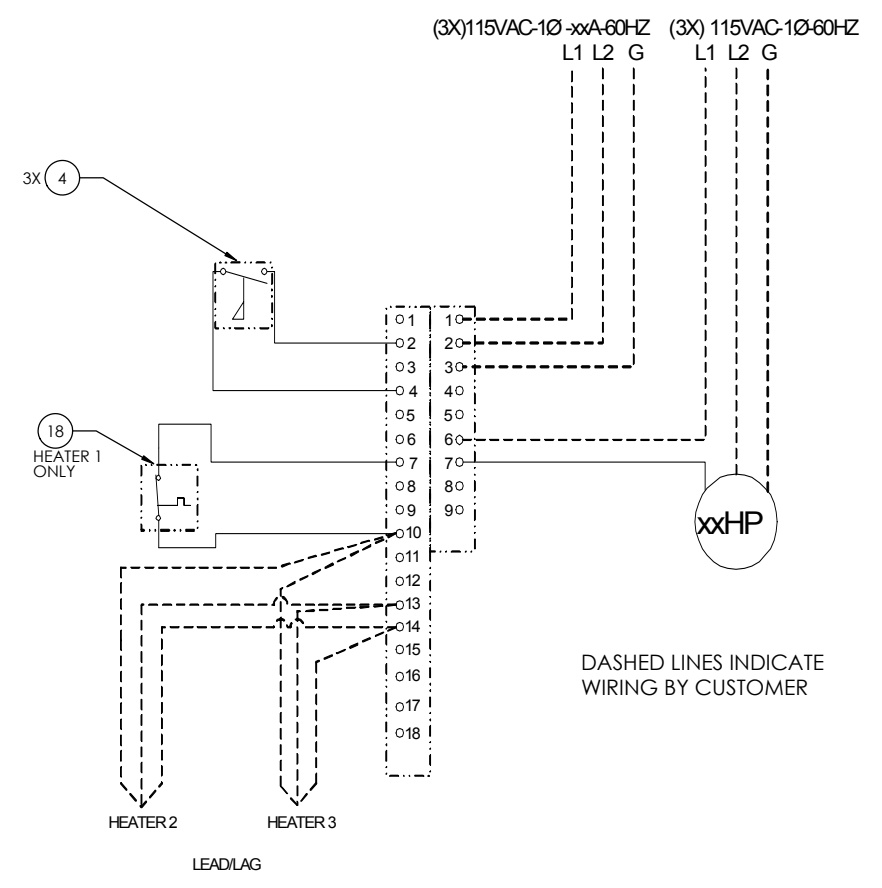 (3X)115VAC-1Ø -xxA-60HZ
(3X) 115VAC-1Ø-60HZ
L1 L2 G
L1 L2 G
3X 4
1
2
3
4
5
6
7
8
9
10
11
12
13
14
15
16
17
18
1
2
3
4
5
6
7
8
9
18
HEATER 1
ONLY
xxHP
DASHED LINES INDICATE
WIRING BY CUSTOMER
HEATER 2
HEATER 3
LEAD/LAG